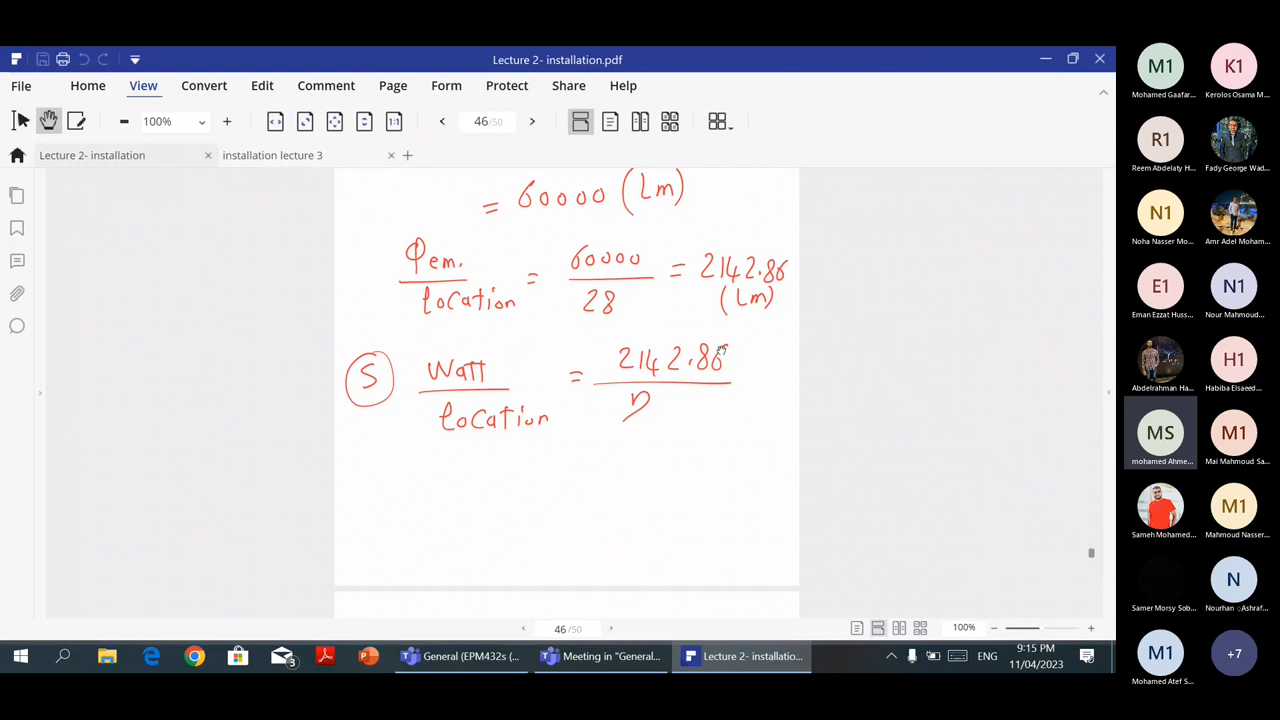 Lecture 2- installation.pdf
File Home View Convert Edit Comment Page Form Protect Share Help
100% 1:1 46/50
Lecture 2- installation installation lecture 3
= 60000 (Lm)
φem. / location = 60000 / 28 = 2142.86 (Lm)
5 Watt / location = 2142.86 / η
46/50 100%
3 General (EPM432s (... Meeting in "General... Lecture 2- installatio... ENG 9:15 PM
11/04/2023
M1 K1
Mohamed Gaafar... Kerolos Osama M...
R1
Reem Abdelaty H... Fady George Wad...
N1
Noha Nasser Mo... Amr Adel Moham...
E1 N1
Eman Ezzat Huss... Nour Mahmoud...
H1
Abdelrahman Ha... Habiba Elsaeed...
MS M1
mohamed Ahme... Mai Mahmoud Sa...
M1
Sameh Mohamed... Mahmoud Nasser...
N
Samer Morsy Sob... Nourhan ؛Ashraf...
M1 +7
Mohamed Atef S...